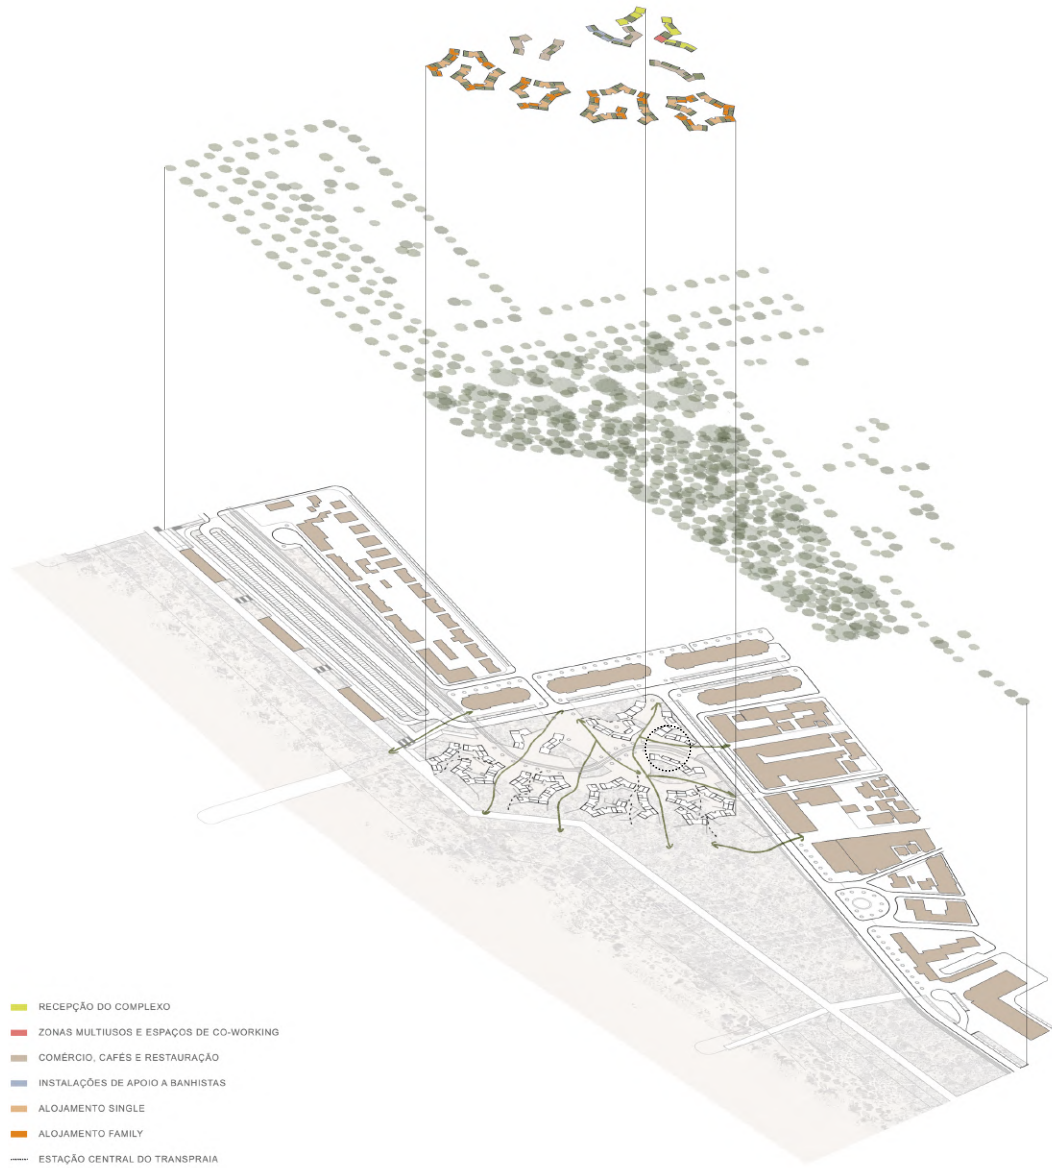 RECEPÇÃO DO COMPLEXO
ZONAS MULTIUSOS E ESPAÇOS DE CO-WORKING
COMÉRCIO, CAFÉS E RESTAURAÇÃO
INSTALAÇÕES DE APOIO A BANHISTAS
ALOJAMENTO SINGLE
ALOJAMENTO FAMILY
ESTAÇÃO CENTRAL DO TRANSPRAIA